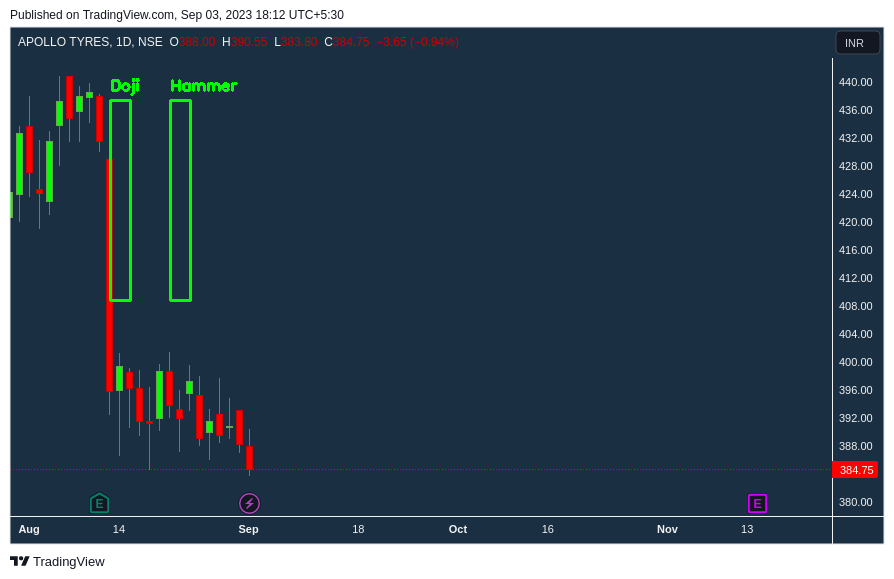 Published on TradingView.com, Sep 03, 2023 18:12 UTC+5:30
APOLLO TYRES, 1D, NSE O388.00 H390.55 L383.80 C384.75 −3.65 (−0.94%)
INR
Doji Hammer
440.00
436.00
432.00
428.00
424.00
420.00
416.00
412.00
408.00
404.00
400.00
396.00
392.00
388.00
384.75
380.00
E E
Aug 14 Sep 18 Oct 16 Nov 13
TradingView